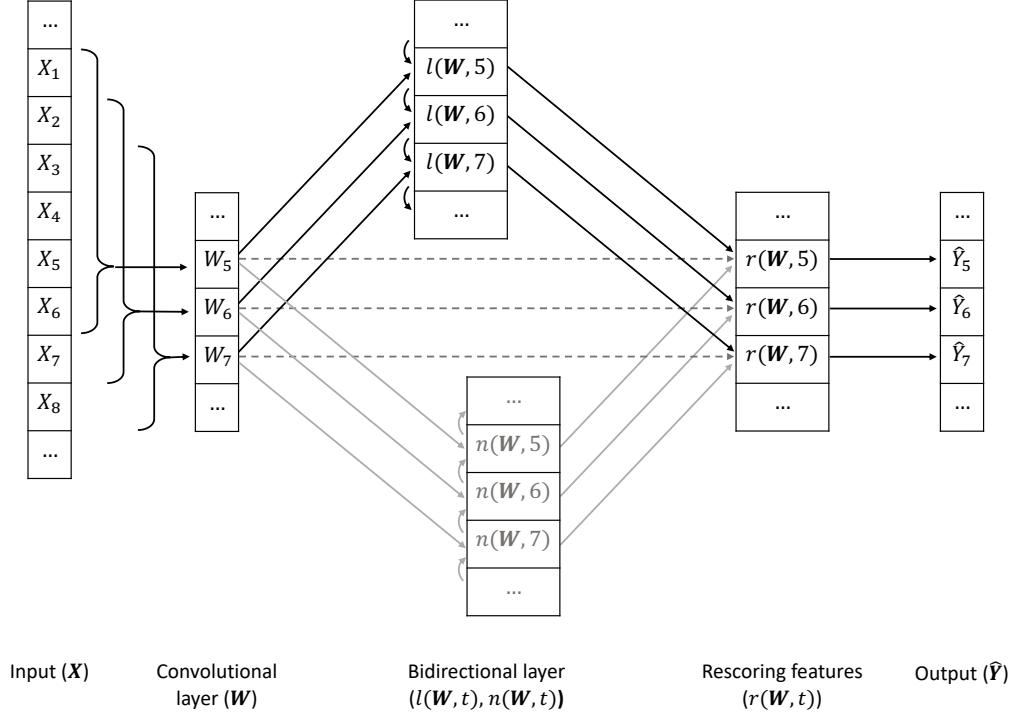 ...
X₁
X₂
X₃
X₄
X₅
X₆
X₇
X₈
...
...
W₅
W₆
W₇
...
...
l(W, 5)
l(W, 6)
l(W, 7)
...
...
n(W, 5)
n(W, 6)
n(W, 7)
...
...
r(W, 5)
r(W, 6)
r(W, 7)
...
...
Ŷ₅
Ŷ₆
Ŷ₇
...
Input (X)
Convolutional
layer (W)
Bidirectional layer
(l(W, t), n(W, t))
Rescoring features
(r(W, t))
Output (Ŷ)